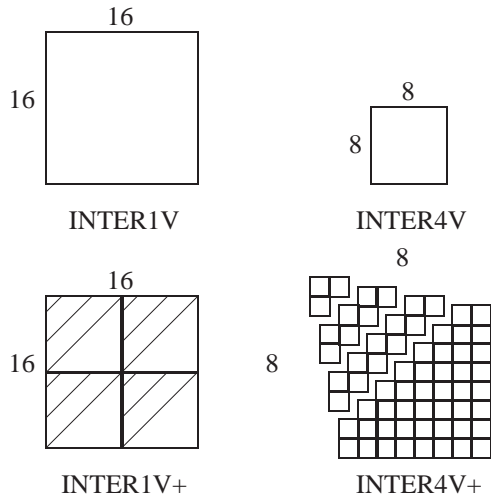 16
16
INTER1V
8
8
INTER4V
16
16
INTER1V+
8
8
INTER4V+